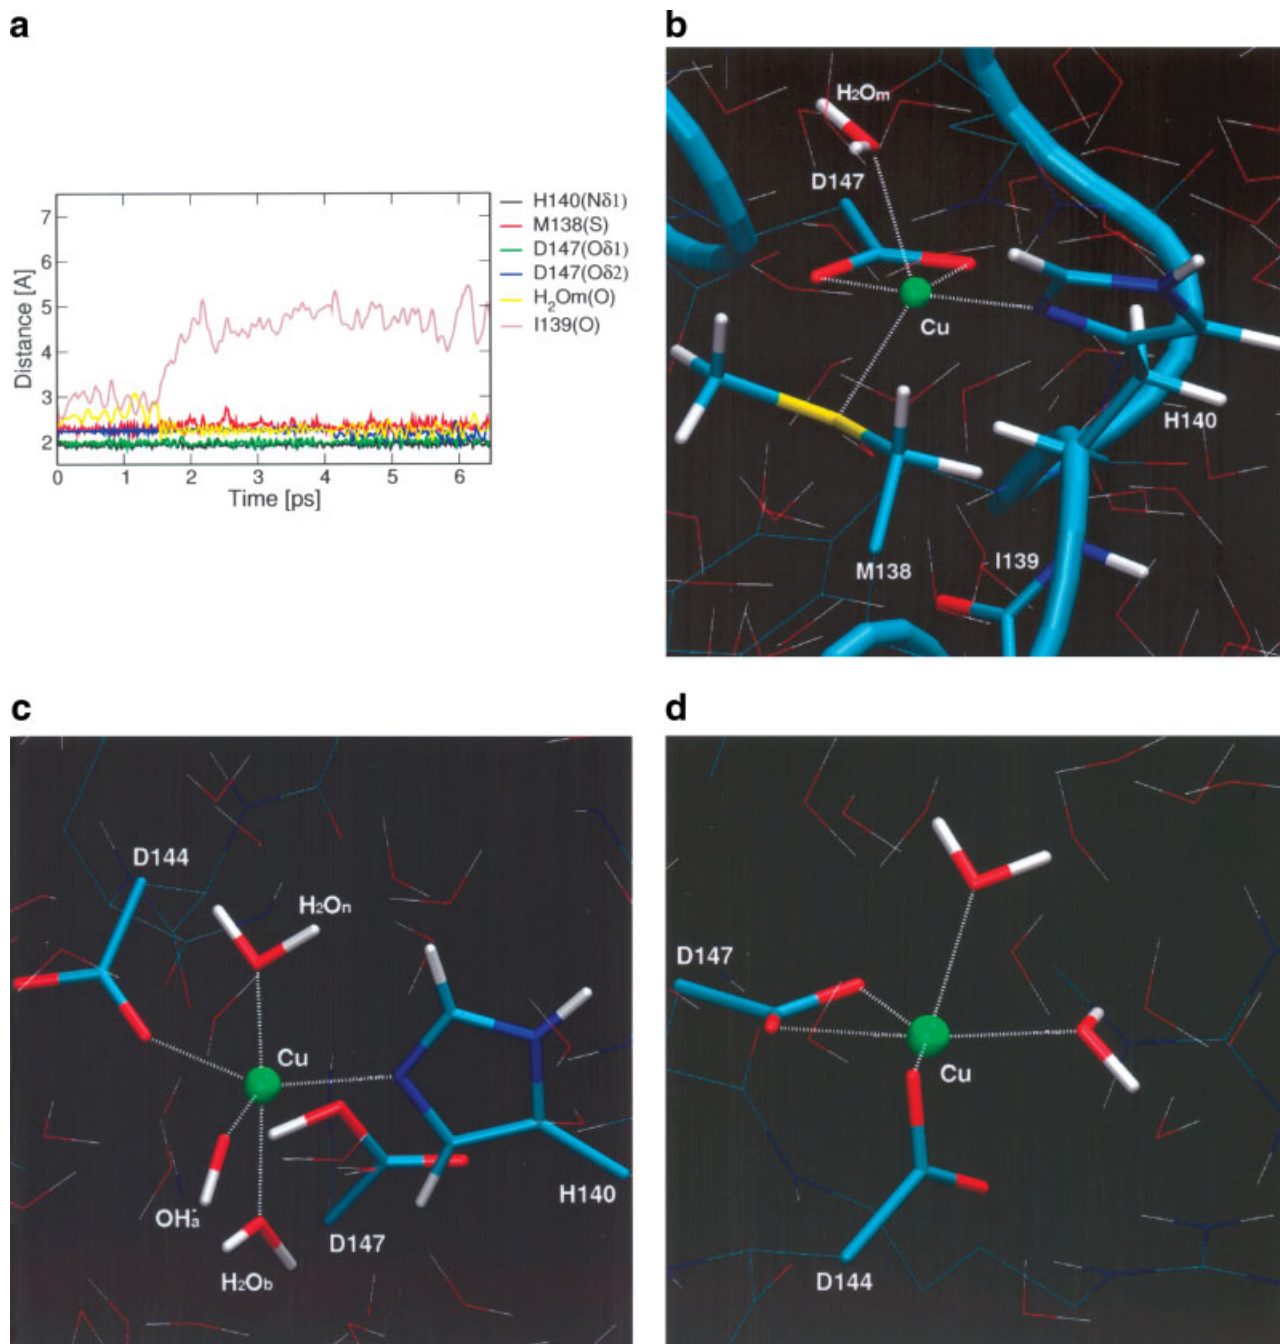 a
7
6
5
4
3
2
Distance [A]
0 1 2 3 4 5 6
Time [ps]
H140(Nδ1)
M138(S)
D147(Oδ1)
D147(Oδ2)
H₂Om(O)
I139(O)
b
H₂Om
D147
Cu
H140
M138
I139
c
D144
H₂On
Cu
OH⁻a
H₂Ob
D147
H140
d
D147
Cu
D144